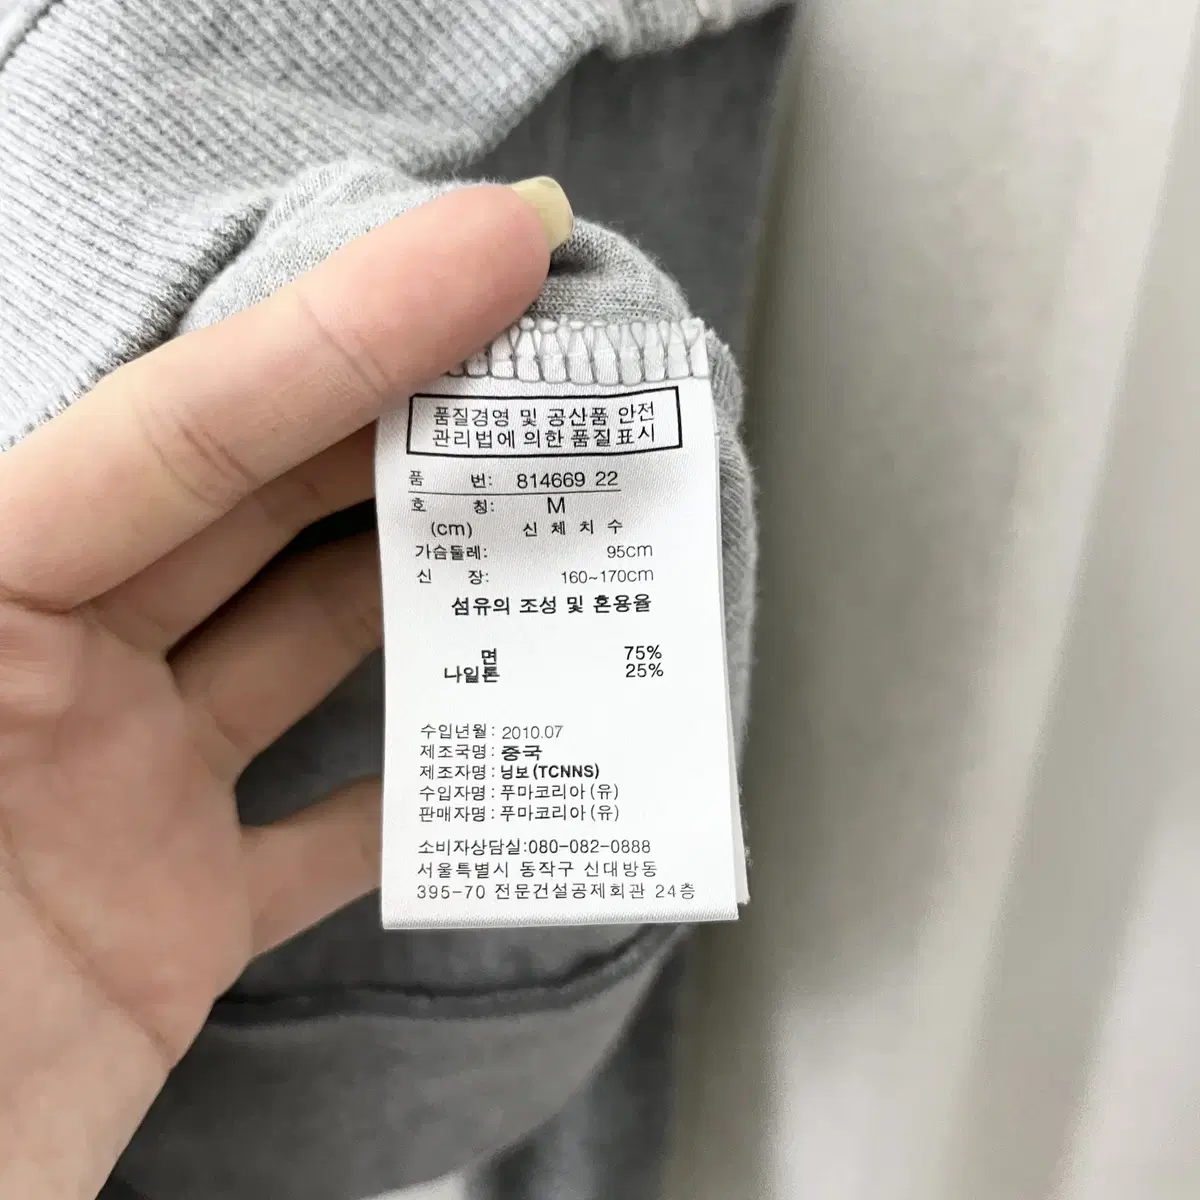 품질경영 및 공산품 안전
관리법에 의한 품질표시
품 번: 814669 22
호 칭: M
(cm) 신 체 치 수
가슴둘레: 95cm
신 장: 160~170cm
섬유의 조성 및 혼용율
면 75%
나일론 25%
수입년월: 2010.07
제조국명: 중국
제조자명: 닝보(TCNNS)
수입자명: 푸마코리아(유)
판매자명: 푸마코리아(유)
소비자상담실:080-082-0888
서울특별시 동작구 신대방동
395-70 전문건설공제회관 24층